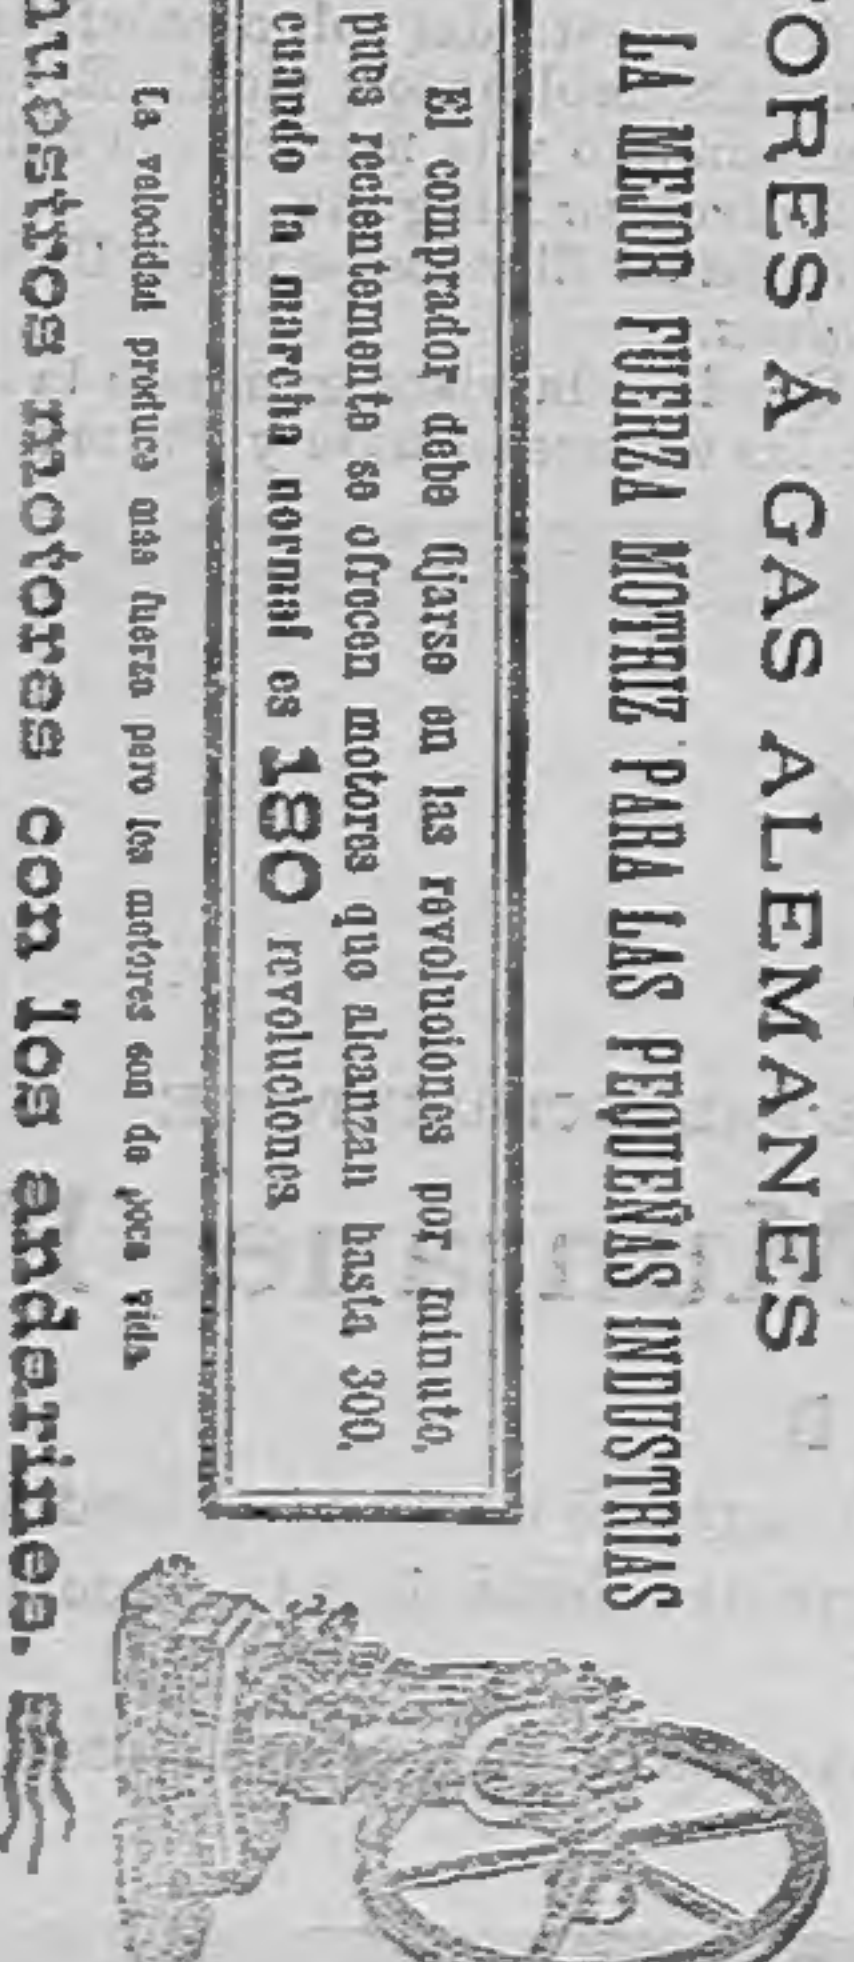 TORES Á GAS ALEMANES
LA MEJOR FUERZA MOTRIZ PARA LAS PEQUEÑAS INDUSTRIAS
El comprador debe fijarse en las revoluciones por minuto,
pues recientemente se ofrecen motores que alcanzan hasta 300,
cuando la marcha normal es 180 revoluciones.
La velocidad produce más fuerza pero los motores son de poca vida.
nuestros motores con los anderines.